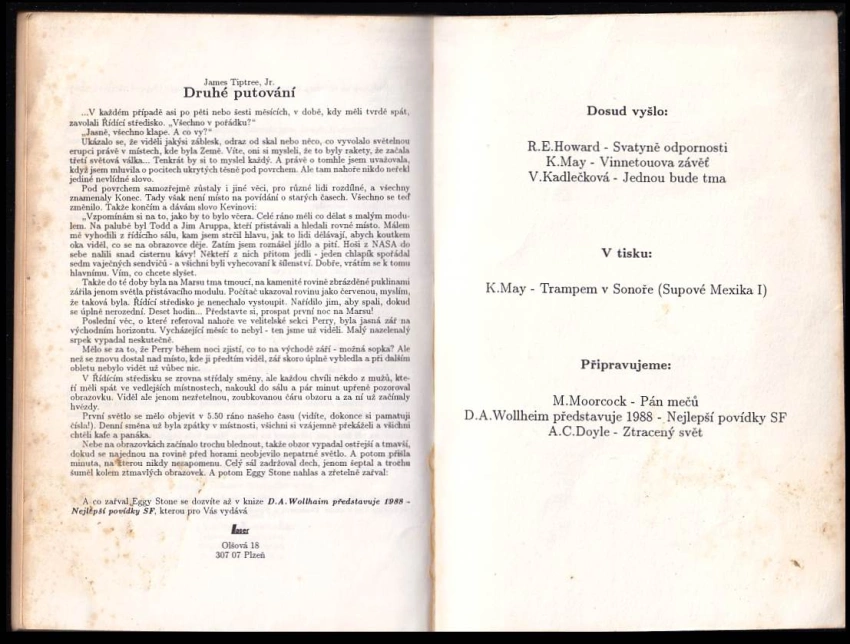 James Tiptree, Jr.
Druhé putování
...V každém případě asi po pěti nebo šesti měsících, v době, kdy měli tvrdě spát,
zavolali Řídící středisko. „Všechno v pořádku?“
„Jasně, všechno klape. A co vy?“
Ukázalo se, že viděli jakýsi záblesk, odraz od skal nebo něco, co vyvolalo světelnou
erupci právě v místech, kde byla Země. Víte, oni si mysleli, že to byly rakety, že začala
třetí světová válka... Tenkrát by si to myslel každý. A právě o tomhle jsem uvažovala,
když jsem mluvila o pocitech ukrytých těsně pod povrchem. Ale tam nahoře nikdo neřekl
jediné nevlídné slovo.
Pod povrchem samozřejmě zůstaly i jiné věci, pro různé lidi rozdílné, a všechny
znamenaly Konec. Tady však není místo na povídání o starých časech. Všechno se teď
změnilo. Takže končím a dávám slovo Kevinovi:
„Vzpomínám si na to, jako by to bylo včera. Celé ráno měli co dělat s malým modu-
lem. Na palubě byl Todd a Jim Aruppa, kteří přistávali a hledali rovné místo. Málem
mě vyhodili z řídícího sálu, kam jsem strčil hlavu, jak to lidi dělávají, abych koutkem
oka viděl, co se na obrazovce děje. Zatím jsem roznášel jídlo a pití. Hoši z NASA do
sebe nalili snad cisternu kávy! Někteří z nich přitom jedli - jeden chlapík spořádal
sedm vaječných sendvičů - a všichni byli vyhecovaní k šílenství. Dobře, vrátím se k tomu
hlavnímu. Vím, co chcete slyšet.
Takže do té doby byla na Marsu tma tmoucí, na kamenité rovině zbrázděné puklinami
zářila jenom světla přistávacího modulu. Počítač ukazoval rovinu jako červenou, myslím,
že taková byla. Řídící středisko je nenechalo vystoupit. Nařídilo jim, aby spali, dokud
se úplně nerozední. Deset hodin... Představte si, prospat první noc na Marsu!
Poslední věc, o které referoval nahoře ve velitelské sekci Perry, byla jasná zář na
východním horizontu. Vycházející měsíc to nebyl - ten jsme už viděli. Malý nazelenalý
srpek vypadal neskutečně.
Mělo se za to, že Perry během noci zjistí, co to na východě září - možná sopka? Ale
než se znovu dostal nad místo, kde ji předtím viděl, zář skoro úplně vybledla a při dalším
obletu nebylo vidět už vůbec nic.
V Řídícím středisku se zrovna střídaly směny, ale každou chvíli někdo z mužů, kte-
ří měli spát ve vedlejších místnostech, nakoukl do sálu a pár minut upřeně pozoroval
obrazovku. Viděl ale jenom nezřetelnou, zoubkovanou čáru obzoru a za ní už začínaly
hvězdy.
První světlo se mělo objevit v 5.50 ráno našeho času (vidíte, dokonce si pamatuji
čísla!). Denní směna už byla zpátky v místnosti, všichni si vzájemně překáželi a všichni
chtěli kafe a panáka.
Nebe na obrazovkách začínalo trochu blednout, takže obzor vypadal ostřejší a tmavší,
dokud se najednou na rovině před horami neobjevilo nepatrné světlo. A potom přišla
minuta, na kterou nikdy nezapomenu. Celý sál zadržoval dech, jenom šeptal a trochu
šuměl kolem ztmavlých obrazovek. A potom Eggy Stone nahlas a zřetelně zařval:
A co zařval Eggy Stone se dozvíte až v knize D.A.Wollhaim představuje 1988 -
Nejlepší povídky SF, kterou pro Vás vydává
Laser
Olšová 18
307 07 Plzeň
Dosud vyšlo:
R.E.Howard - Svatyně odpornosti
K.May - Vinnetouova závěť
V.Kadlečková - Jednou bude tma
V tisku:
K.May - Trampem v Sonoře (Supové Mexika I)
Připravujeme:
M.Moorcock - Pán mečů
D.A.Wollheim představuje 1988 - Nejlepší povídky SF
A.C.Doyle - Ztracený svět